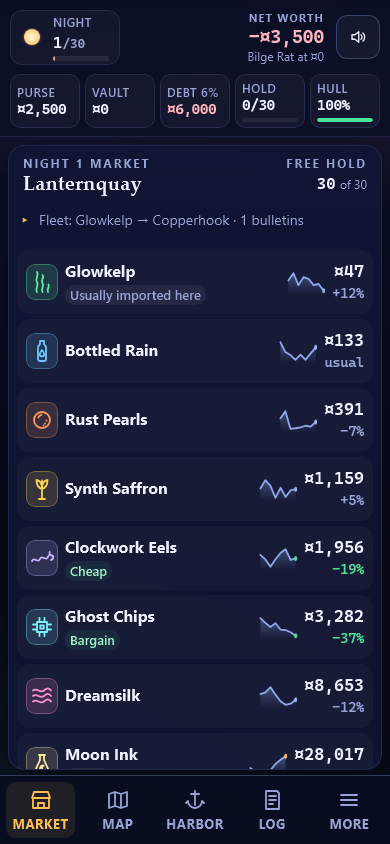 NIGHT
1/30
NET WORTH
−¤3,500
Bilge Rat at ¤0
PURSE
¤2,500
VAULT
¤0
DEBT 6%
¤6,000
HOLD
0/30
HULL
100%
NIGHT 1 MARKET
Lanternquay
FREE HOLD
30 of 30
Fleet: Glowkelp → Copperhook · 1 bulletins
Glowkelp
Usually imported here
¤47
+12%
Bottled Rain
¤133
usual
Rust Pearls
¤391
−7%
Synth Saffron
¤1,159
+5%
Clockwork Eels
Cheap
¤1,956
−19%
Ghost Chips
Bargain
¤3,282
−37%
Dreamsilk
¤8,653
−12%
Moon Ink
¤28,017
MARKET
MAP
HARBOR
LOG
MORE